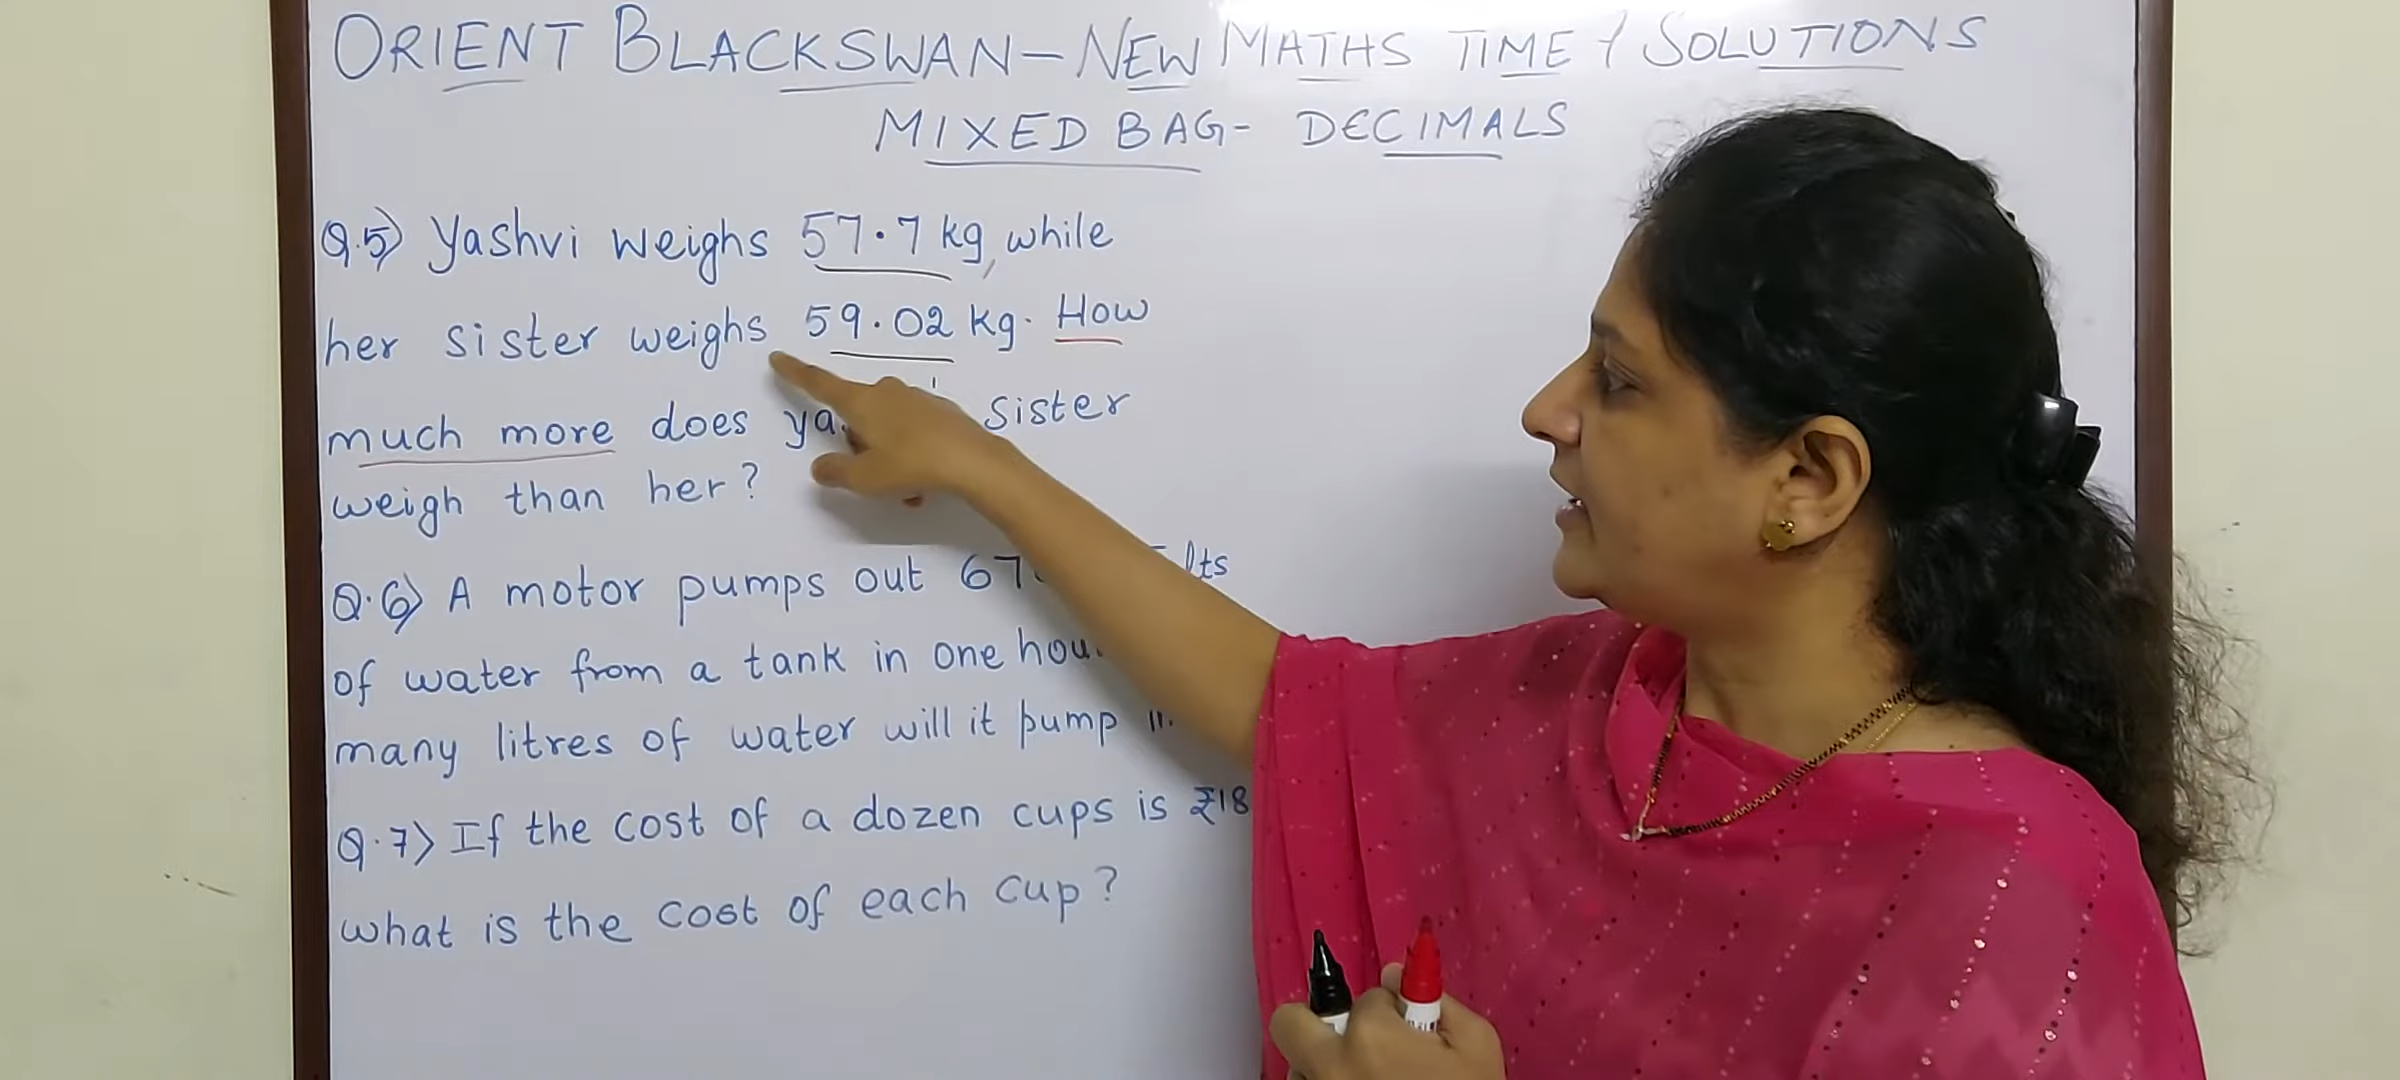 ORIENT BLACKSWAN - NEW MATHS TIME 7 SOLUTIONS
MIXED BAG - DECIMALS
Q.5) Yashvi weighs 57.7 kg, while
her sister weighs 59.02 kg. How
much more does sister
weigh than her?
Q.6) A motor pumps out lts
of water from a tank in one
many litres of water will it pump
Q.7) If the cost of a dozen cups is
what is the cost of each cup?